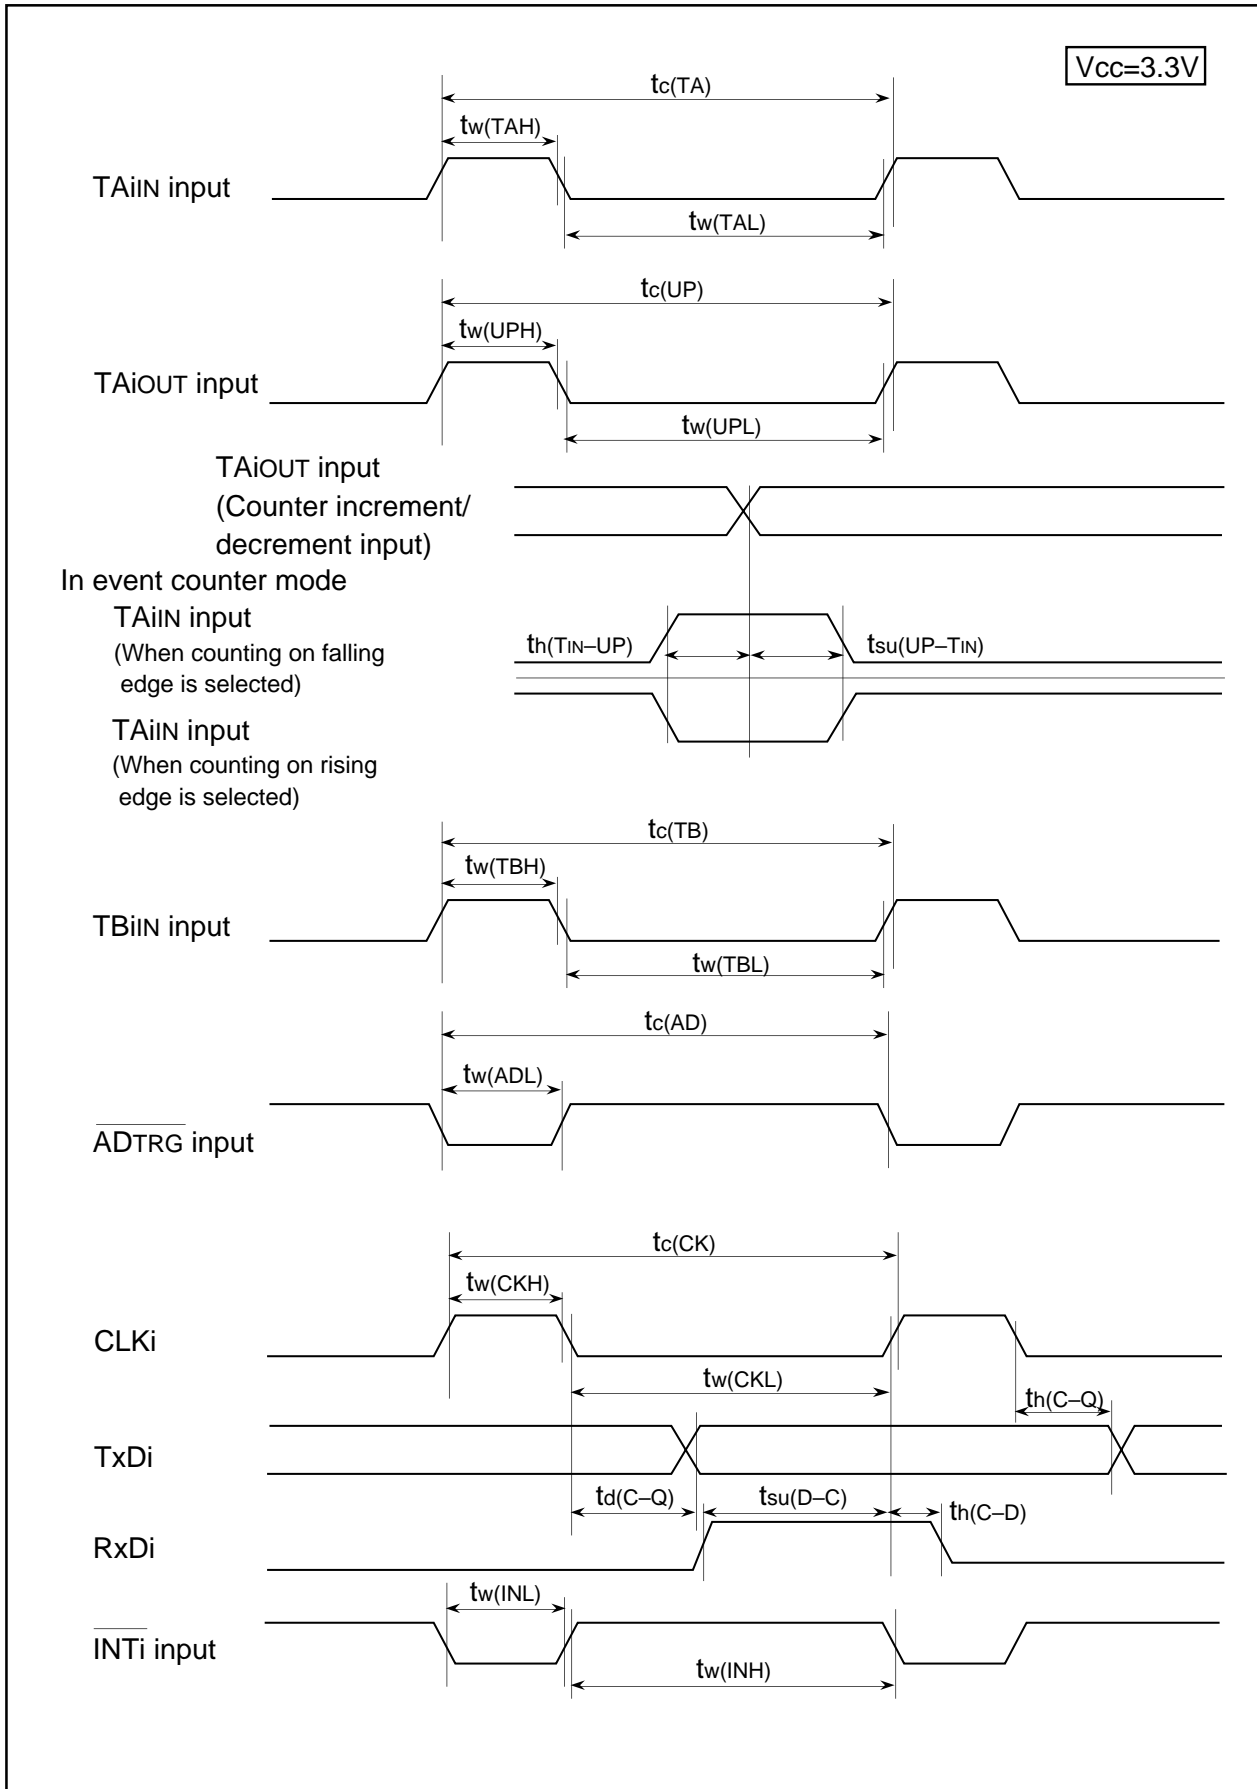 Vcc=3.3V
tc(TA)
tw(TAH)
TAiIN input
tw(TAL)
tc(UP)
tw(UPH)
TAiOUT input
tw(UPL)
TAiOUT input
(Counter increment/
decrement input)
In event counter mode
TAiIN input
(When counting on falling
edge is selected)
th(TIN–UP)
tsu(UP–TIN)
TAiIN input
(When counting on rising
edge is selected)
tc(TB)
tw(TBH)
TBiIN input
tw(TBL)
tc(AD)
tw(ADL)
ADTRG input
tc(CK)
tw(CKH)
CLKi
tw(CKL)
th(C–Q)
TxDi
td(C–Q)
tsu(D–C)
th(C–D)
RxDi
tw(INL)
INTi input
tw(INH)